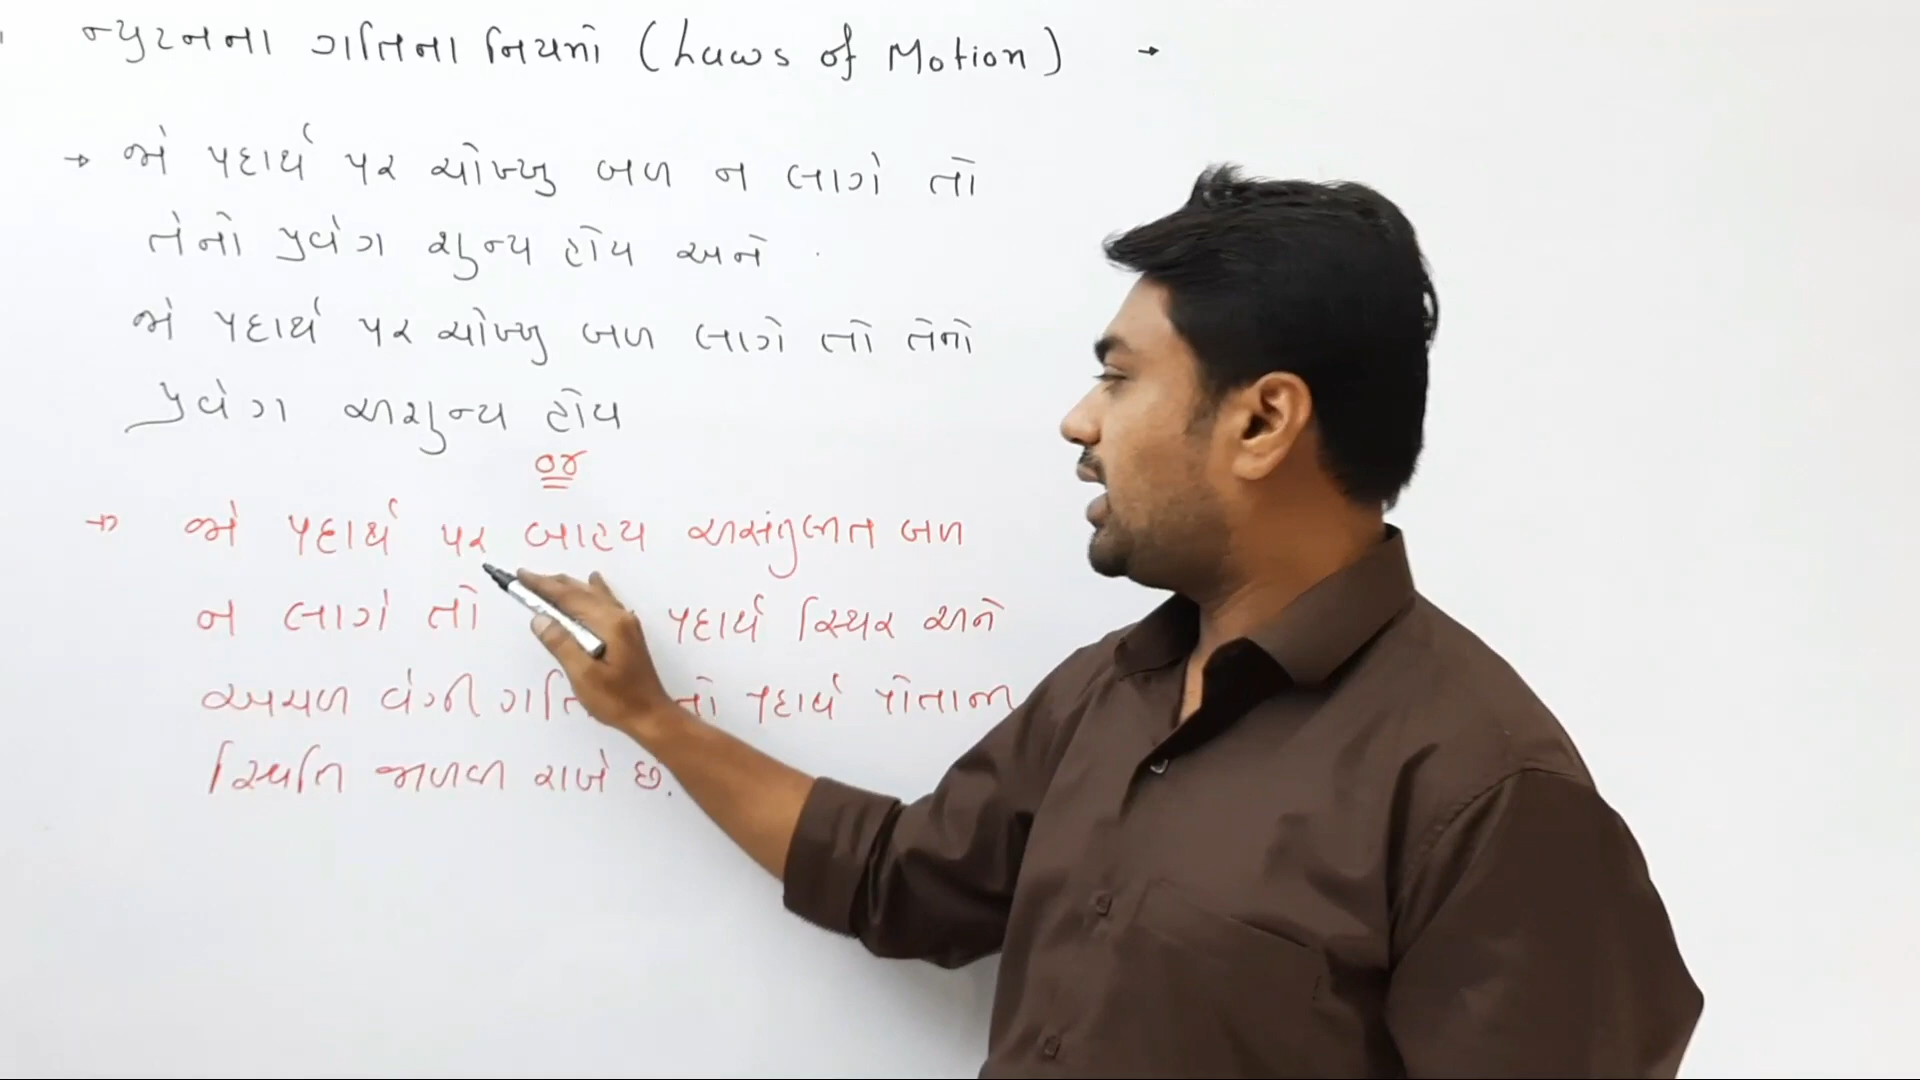 ન્યુટનના ગતિના નિયમો (Laws of Motion) →
→ જો પદાર્થ પર ચોખ્ખુ બળ ન લાગે તો
તેનો પ્રવેગ શુન્ય હોય અને
જો પદાર્થ પર ચોખ્ખુ બળ લાગે તો તેનો
પ્રવેગ અશુન્ય હોય
or
→ જો પદાર્થ પર બાહ્ય અસંતુલીત બળ
ન લાગે તો પદાર્થ સ્થિર અને
અચળ વેગી ગતિ તો પદાર્થ પોતાની
સ્થિતિ જાળવી રાખે છે.